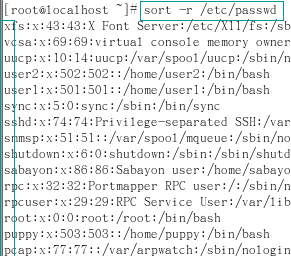 [root@localhost ~]# sort -r /etc/passwd
xfs:x:43:43:X Font Server:/etc/X11/fs:/sb
vcsa:x:69:69:virtual console memory owner
uucp:x:10:14:uucp:/var/spool/uucp:/sbin/n
user2:x:502:502::/home/user2:/bin/bash
user1:x:501:501::/home/user1:/bin/bash
sync:x:5:0:sync:/sbin:/bin/sync
sshd:x:74:74:Privilege-separated SSH:/var
smmsp:x:51:51::/var/spool/mqueue:/sbin/no
shutdown:x:6:0:shutdown:/sbin:/sbin/shutd
sabayon:x:86:86:Sabayon user:/home/sabayo
rpc:x:32:32:Portmapper RPC user:/:/sbin/n
rpcuser:x:29:29:RPC Service User:/var/lib
root:x:0:0:root:/root:/bin/bash
puppy:x:503:503::/home/puppy:/bin/bash
pcap:x:77:77::/var/arpwatch:/sbin/nologin